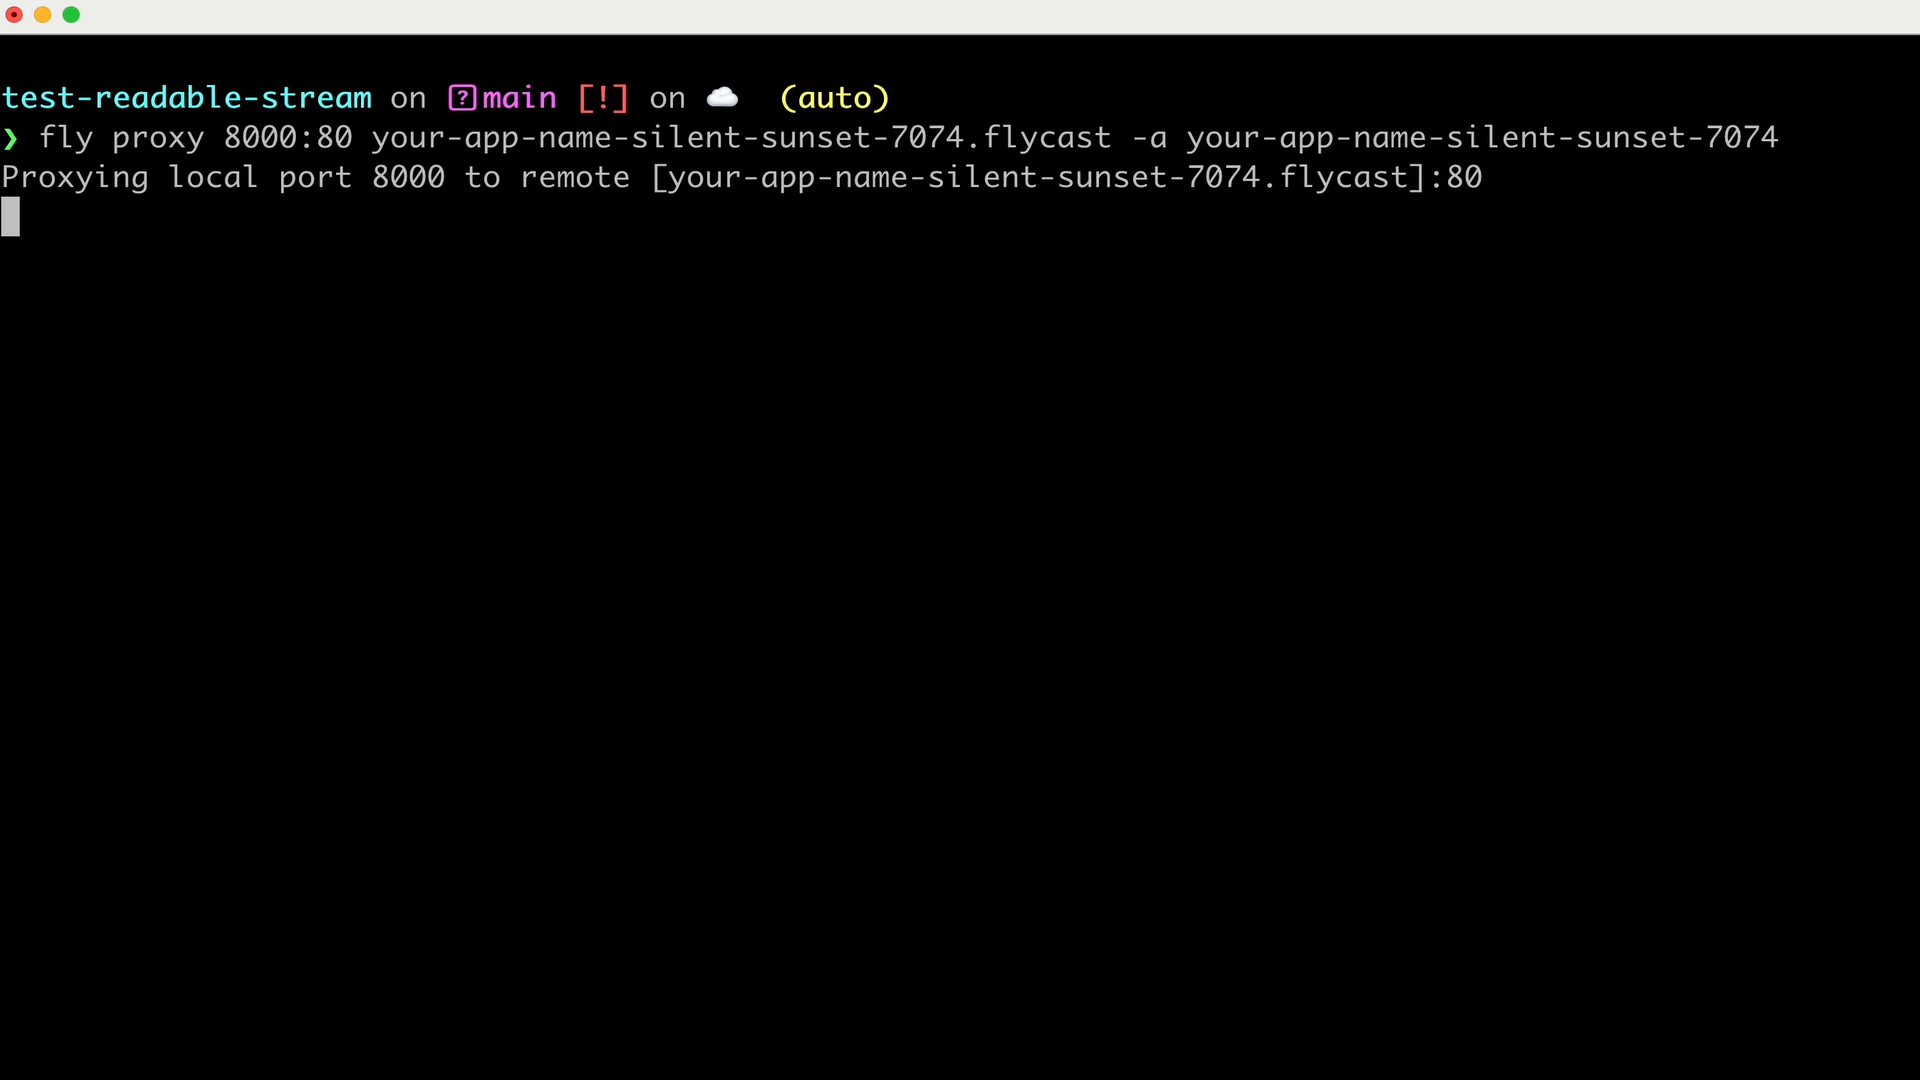 test-readable-stream on ?main [!] on ☁️ (auto)
❯ fly proxy 8000:80 your-app-name-silent-sunset-7074.flycast -a your-app-name-silent-sunset-7074
Proxying local port 8000 to remote [your-app-name-silent-sunset-7074.flycast]:80